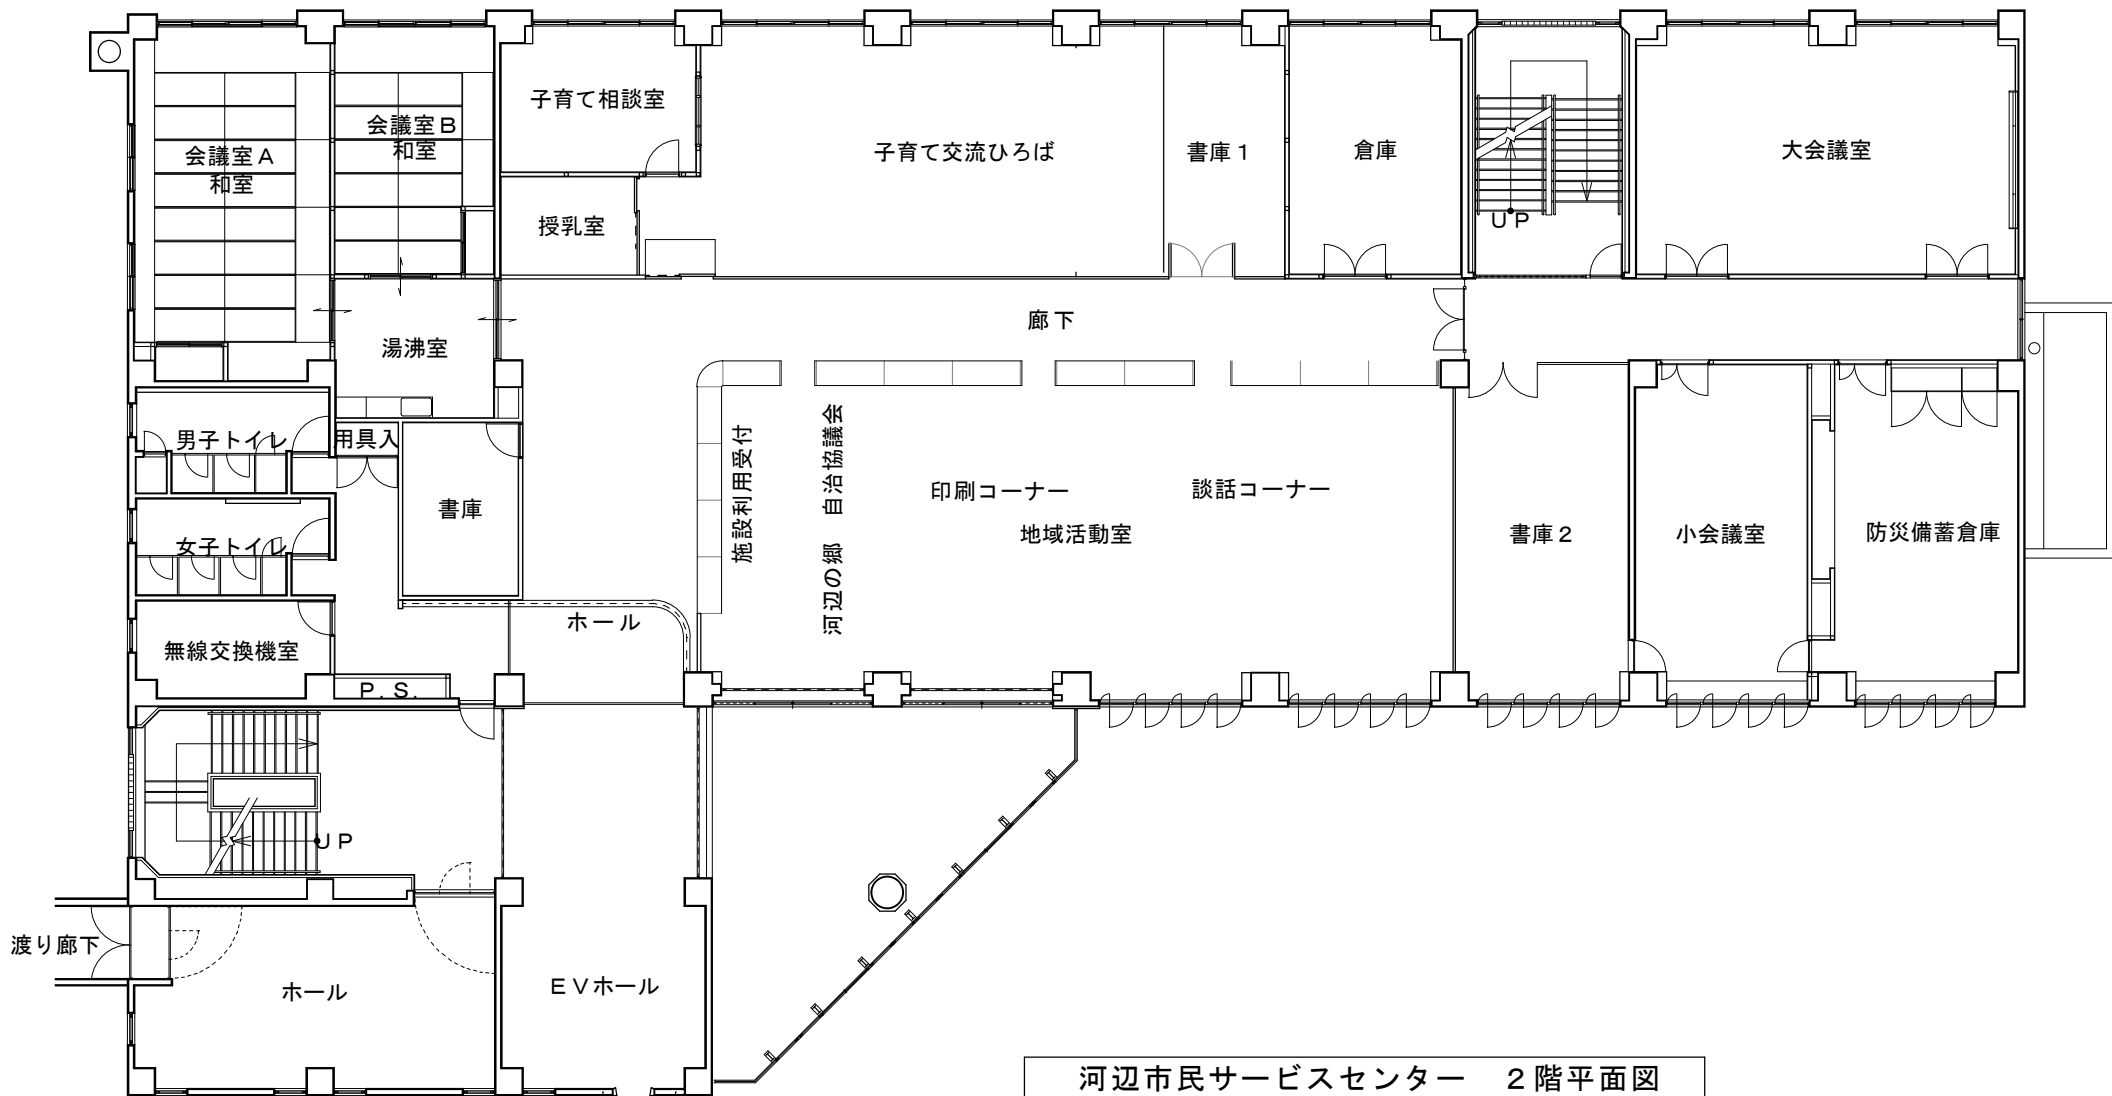 子育て相談室
会議室Ｂ
和室
会議室Ａ
和室
子育て交流ひろば
書庫１
倉庫
大会議室
授乳室
ＵＰ
廊下
湯沸室
男子トイレ
用具入
書庫
女子トイレ
無線交換機室
Ｐ.Ｓ.
ホール
施設利用受付
河辺の郷　自治協議会
印刷コーナー
談話コーナー
地域活動室
書庫２
小会議室
防災備蓄倉庫
ＵＰ
渡り廊下
ホール
ＥＶホール
河辺市民サービスセンター　２階平面図